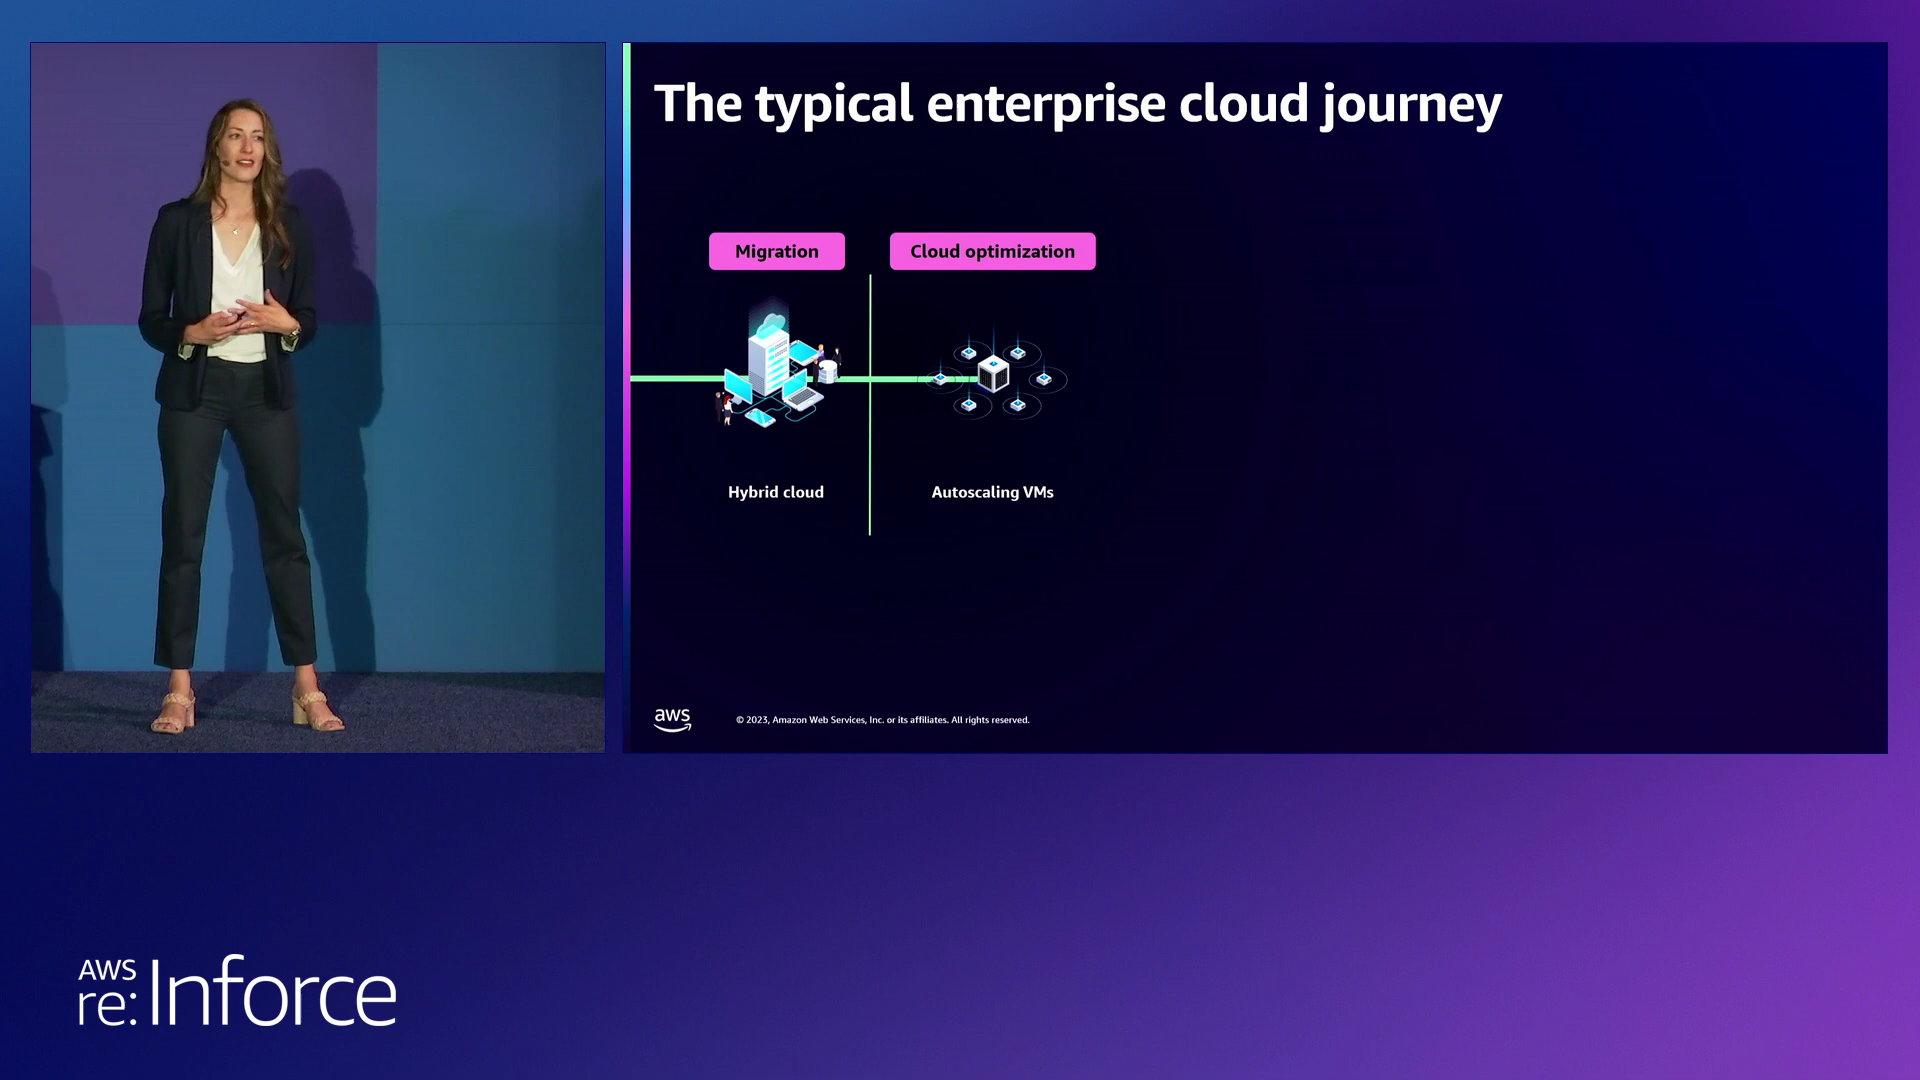 The typical enterprise cloud journey
Migration
Cloud optimization
Hybrid cloud
Autoscaling VMs
aws
© 2023, Amazon Web Services, Inc. or its affiliates. All rights reserved.
AWS
re:Inforce